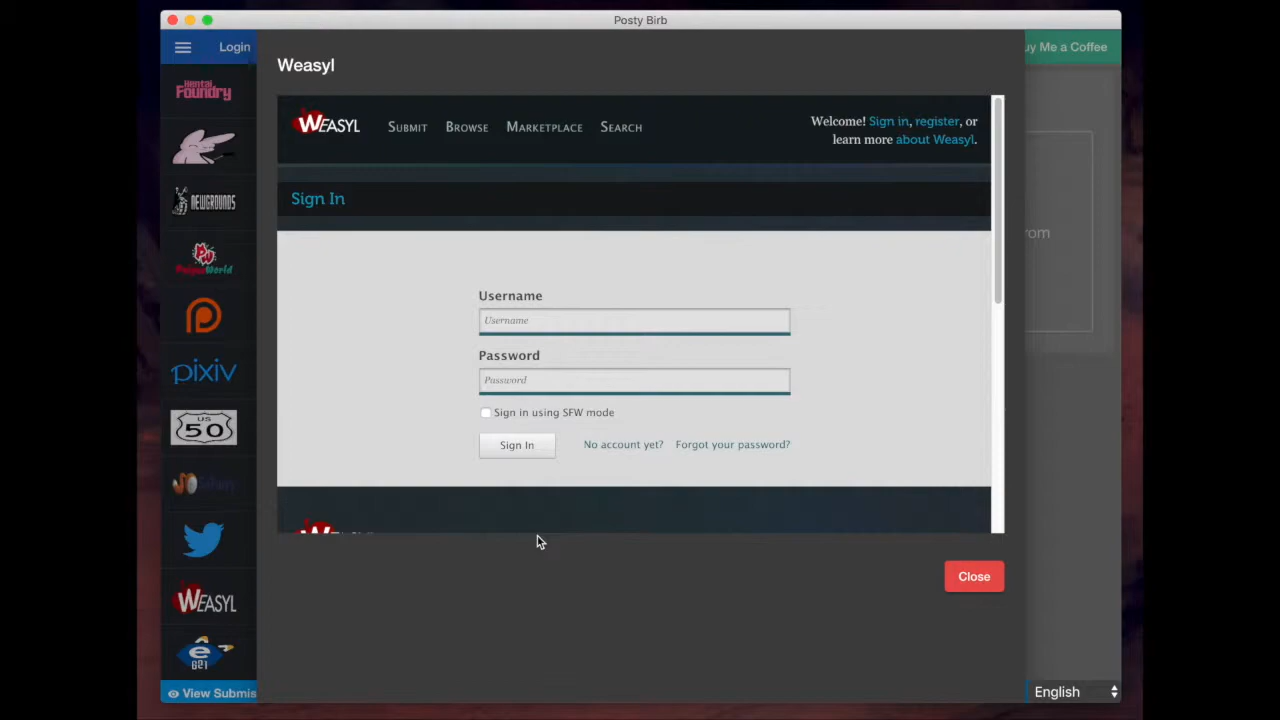 Posty Birb
Login
uy Me a Coffee
Weasyl
Hentai
Foundry
WEASYL
SUBMIT
BROWSE
MARKETPLACE
SEARCH
Welcome! Sign in, register, or
learn more about Weasyl.
NEWGROUNDS
Sign In
rom
Username
Username
Password
Password
pixiv
Sign in using SFW mode
US
50
Sign In
No account yet?
Forgot your password?
WEASYL
Close
ê
621
View Submis
English